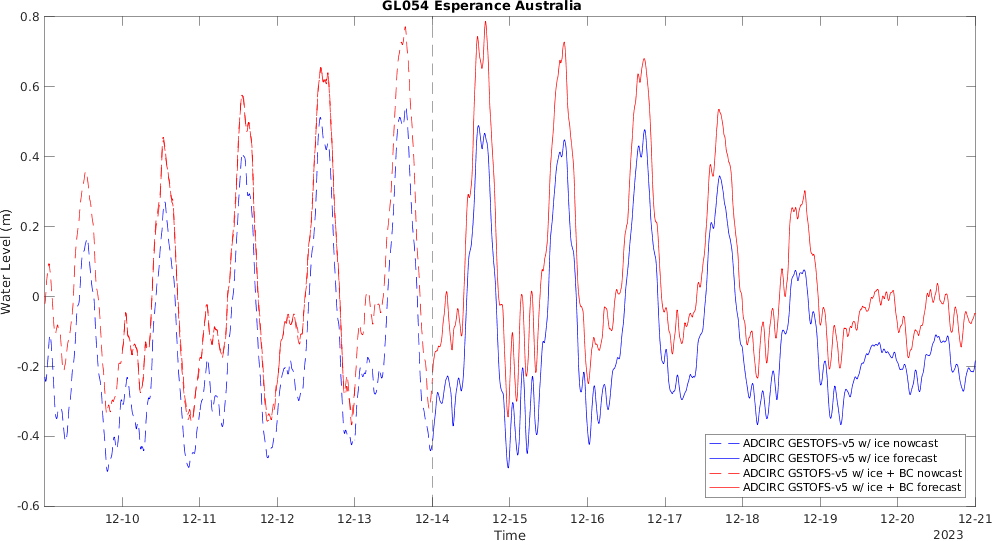 GL054 Esperance Australia
0.8
0.6
0.4
0.2
0
-0.2
-0.4
-0.6
Water Level (m)
12-10 12-11 12-12 12-13 12-14 12-15 12-16 12-17 12-18 12-19 12-20 12-21
2023
Time
ADCIRC GESTOFS-v5 w/ ice nowcast
ADCIRC GESTOFS-v5 w/ ice forecast
ADCIRC GSTOFS-v5 w/ ice + BC nowcast
ADCIRC GSTOFS-v5 w/ ice + BC forecast